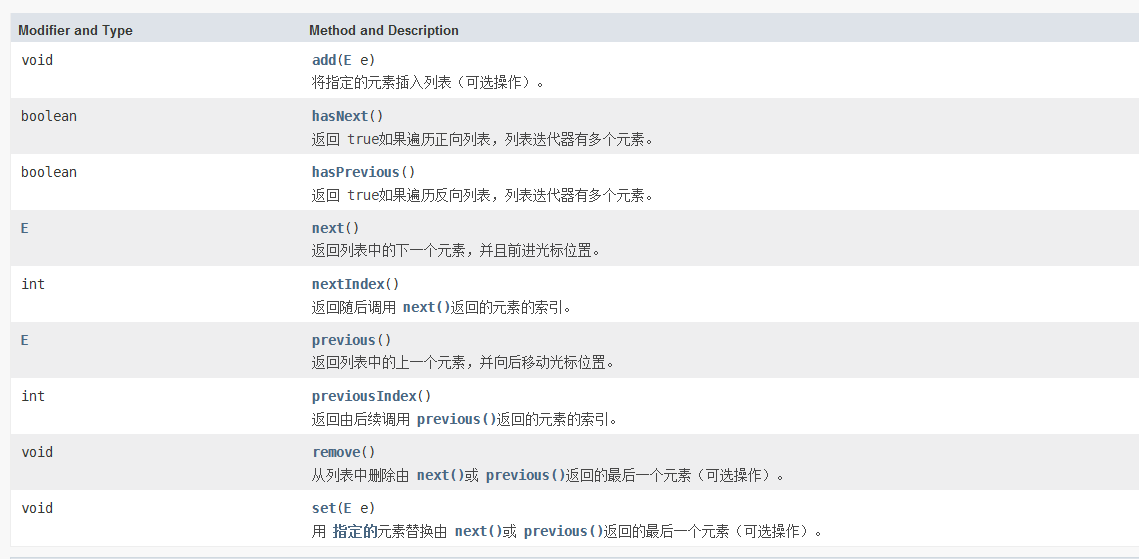 Modifier and Type Method and Description
void add(E e)
将指定的元素插入列表（可选操作）。
boolean hasNext()
返回 true如果遍历正向列表，列表迭代器有多个元素。
boolean hasPrevious()
返回 true如果遍历反向列表，列表迭代器有多个元素。
E next()
返回列表中的下一个元素，并且前进光标位置。
int nextIndex()
返回随后调用 next()返回的元素的索引。
E previous()
返回列表中的上一个元素，并向后移动光标位置。
int previousIndex()
返回由后续调用 previous()返回的元素的索引。
void remove()
从列表中删除由 next()或 previous()返回的最后一个元素（可选操作）。
void set(E e)
用 指定的元素替换由 next()或 previous()返回的最后一个元素（可选操作）。